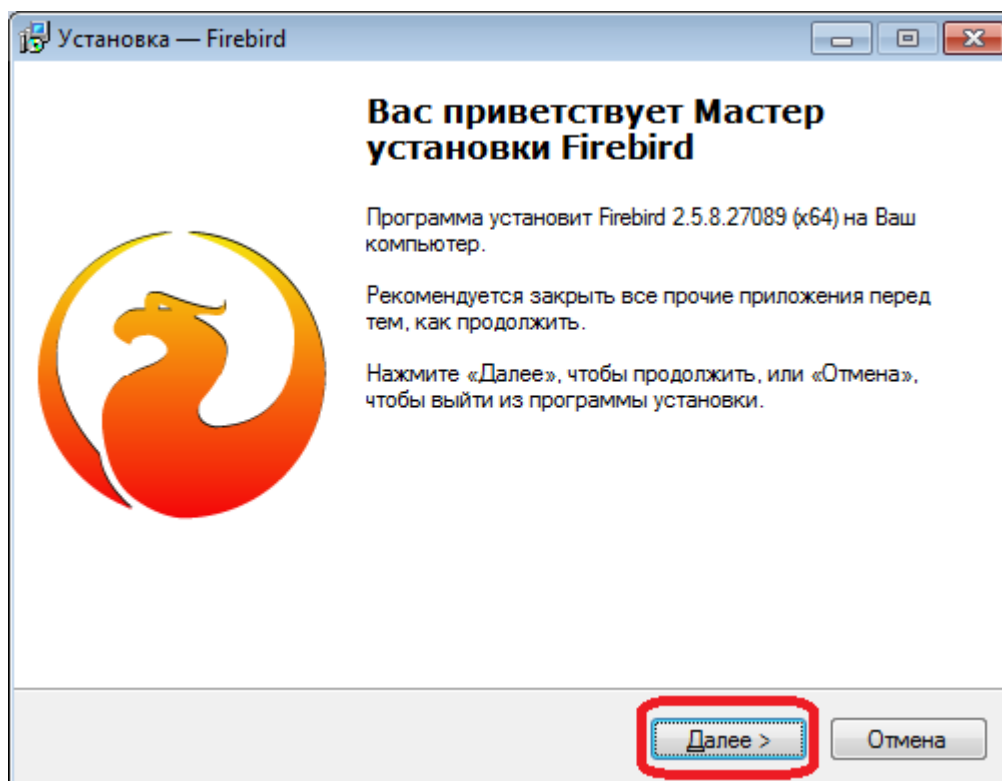 Установка — Firebird
Вас приветствует Мастер
установки Firebird
Программа установит Firebird 2.5.8.27089 (x64) на Ваш
компьютер.
Рекомендуется закрыть все прочие приложения перед
тем, как продолжить.
Нажмите «Далее», чтобы продолжить, или «Отмена»,
чтобы выйти из программы установки.
Далее >
Отмена